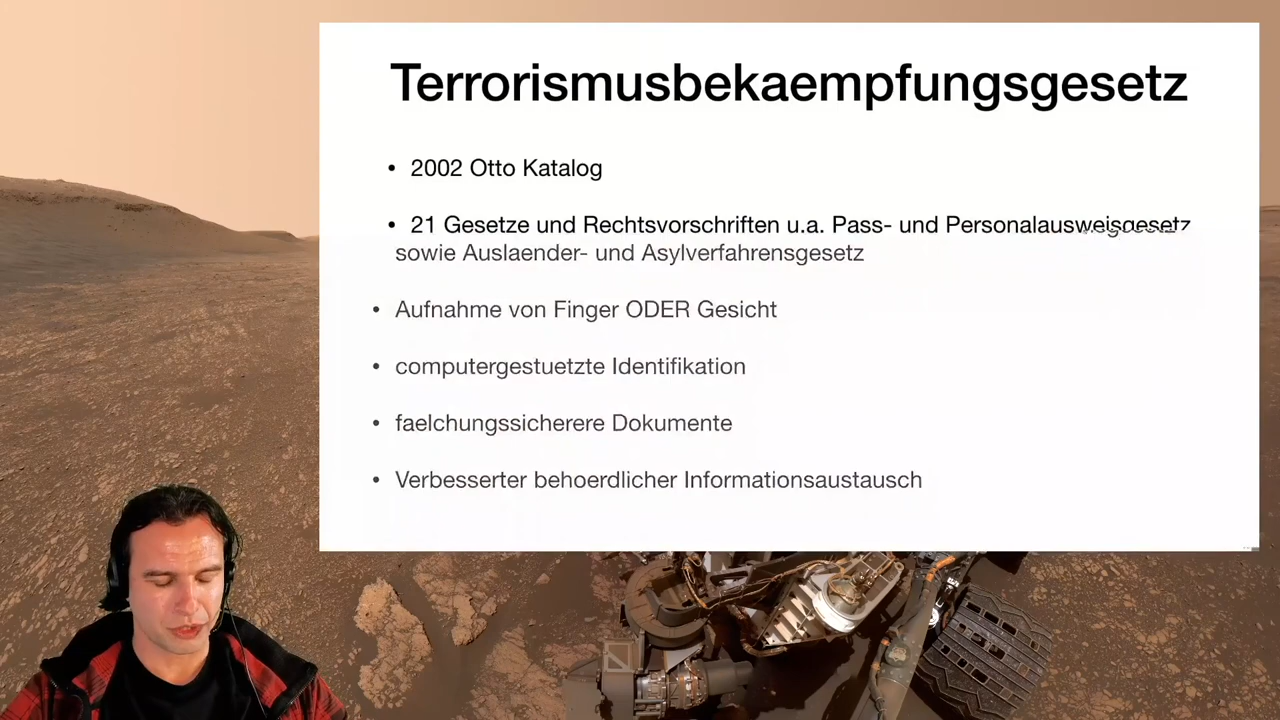 Terrorismusbekaempfungsgesetz
• 2002 Otto Katalog
• 21 Gesetze und Rechtsvorschriften u.a. Pass- und Personalausweisgesetz
sowie Auslaender- und Asylverfahrensgesetz
• Aufnahme von Finger ODER Gesicht
• computergestuetzte Identifikation
• faelchungssicherere Dokumente
• Verbesserter behoerdlicher Informationsaustausch